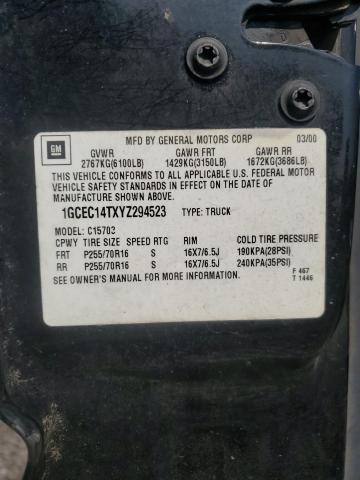 GM
MFD BY GENERAL MOTORS CORP 03/00
GVWR GAWR FRT GAWR RR
2767KG(6100LB) 1429KG(3150LB) 1672KG(3686LB)
THIS VEHICLE CONFORMS TO ALL APPLICABLE U.S. FEDERAL MOTOR
VEHICLE SAFETY STANDARDS IN EFFECT ON THE
DATE OF MANUFACTURE SHOWN ABOVE.
1GCEC14TXYZ294523 TYPE: TRUCK
MODEL: C15703
CPWY TIRE SIZE SPEED RTG RIM COLD TIRE PRESSURE
FRT P255/70R16 S 16X7/6.5J 190KPA(28PSI)
RR P255/70R16 S 16X7/6.5J 240KPA(35PSI)
SEE OWNER'S MANUAL FOR MORE INFORMATION.
F 467
T 1446